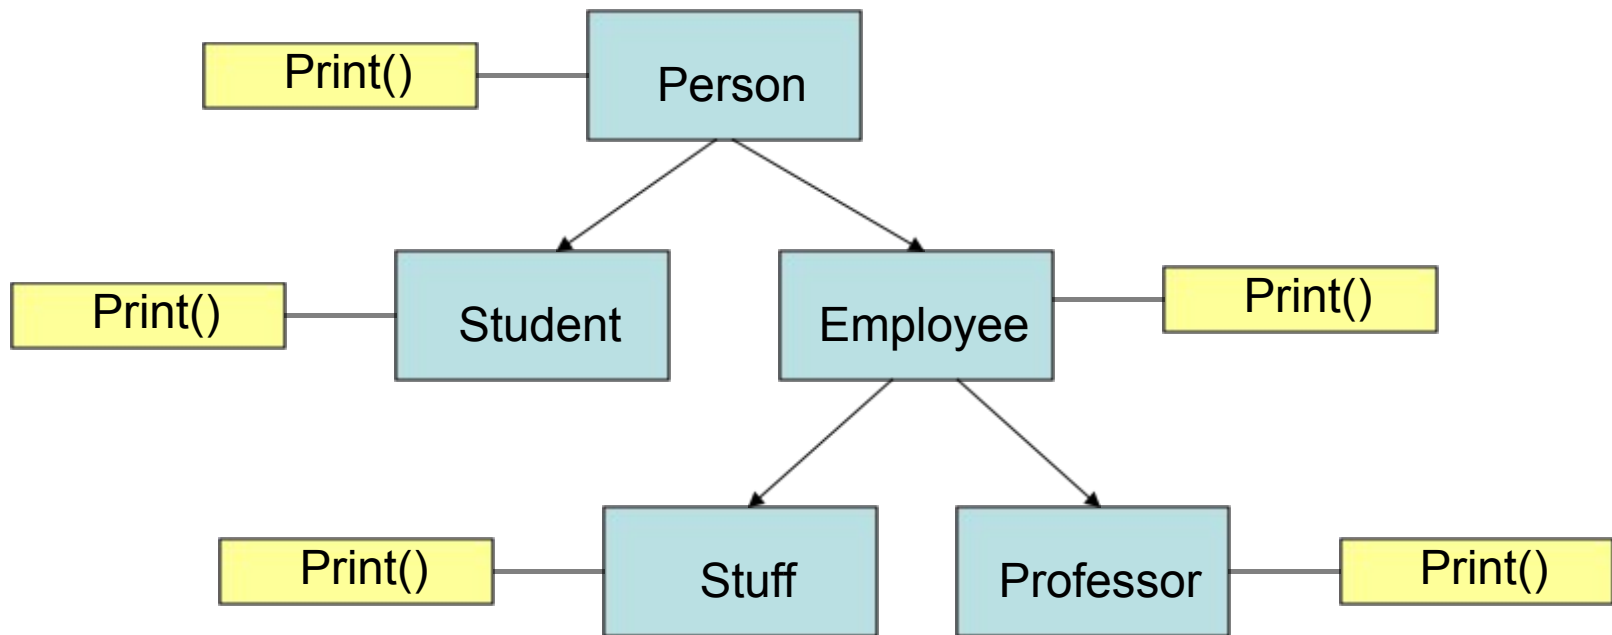 Print()
Person
Print()
Student
Employee
Print()
Print()
Stuff
Professor
Print()